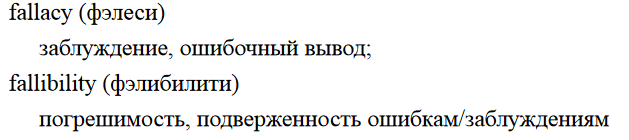 fallacy (фэлеси)
заблуждение, ошибочный вывод;
fallibility (фэлибилити)
погрешимость, подверженность ошибкам/заблуждениям